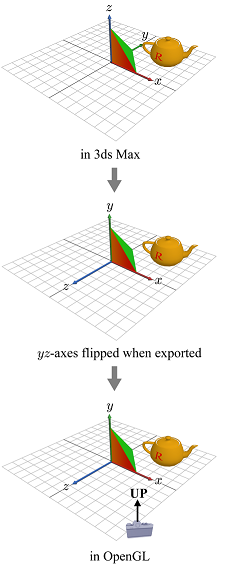 z
y
R
x
in 3ds Max
y
R
x
z
yz-axes flipped when exported
y
R
x
z
UP
in OpenGL